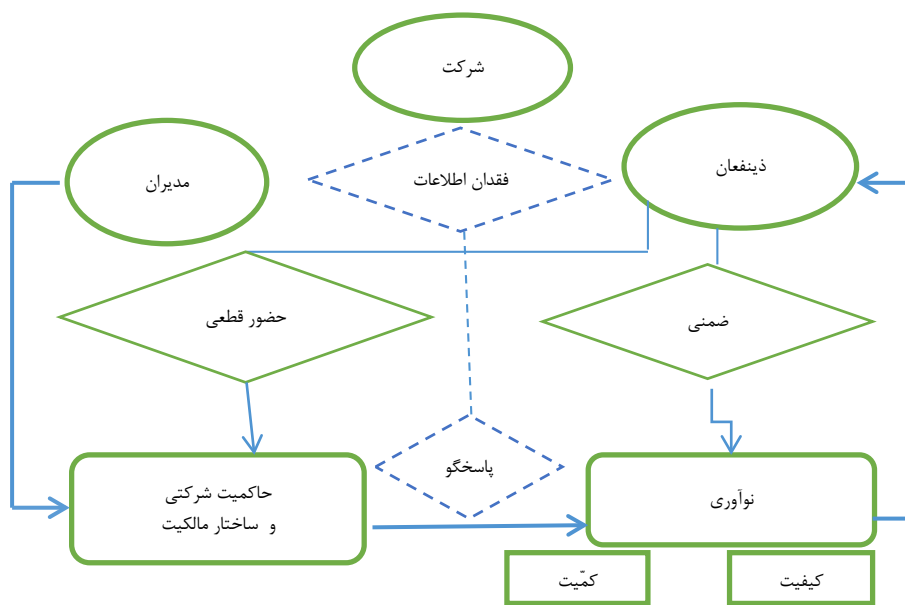 شرکت
ذینفعان
فقدان اطلاعات
مدیران
ضمنی
حضور قطعی
پاسخگو
نوآوری
حاکمیت شرکتی
و ساختار مالکیت
کیفیت
کمّیت